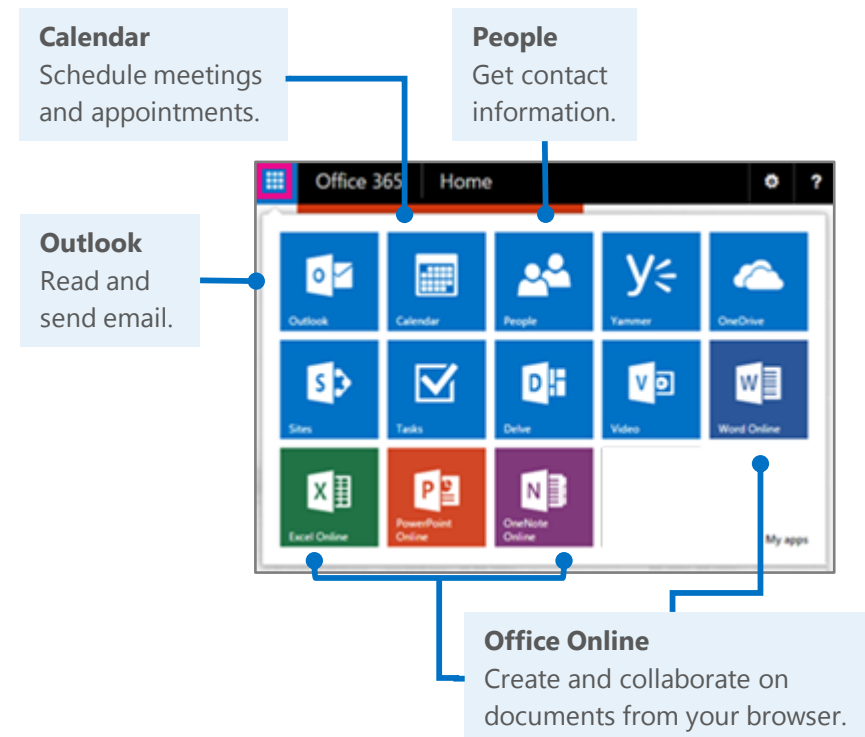 Calendar
Schedule meetings
and appointments.
People
Get contact
information.
Office 365 Home ?
Outlook
Read and
send email.
Outlook Calendar People Yammer OneDrive
Sites Tasks Delve Video Word Online
Excel Online PowerPoint Online OneNote Online
My apps
Office Online
Create and collaborate on
documents from your browser.